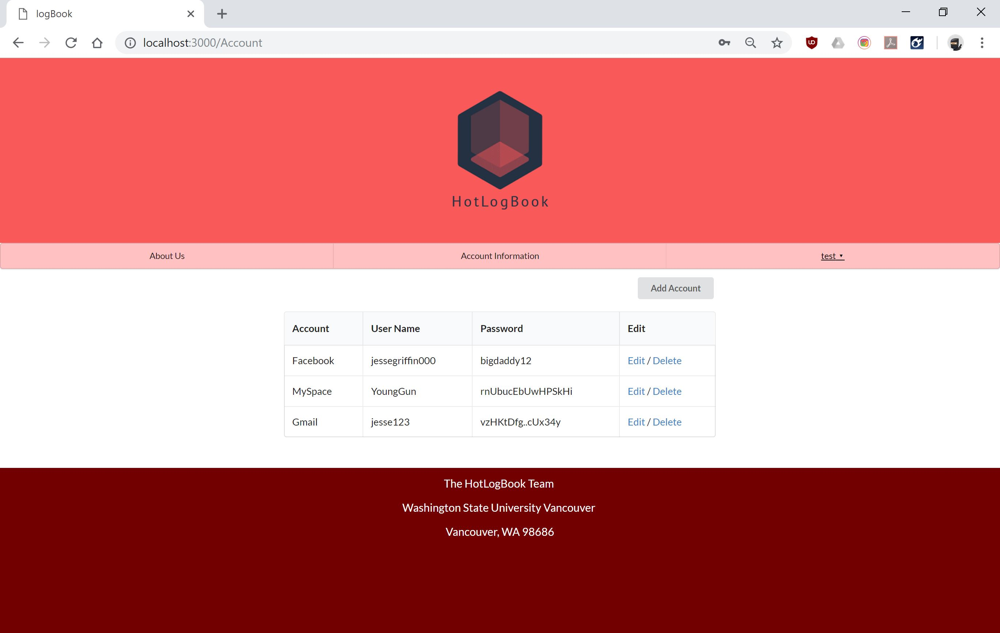 logBook
localhost:3000/Account
HotLogBook
About Us Account Information test
Add Account
Account User Name Password Edit
Facebook jessegriffin000 bigdaddy12 Edit / Delete
MySpace YoungGun rnUbucEbUwHPSkHi Edit / Delete
Gmail jesse123 vzHKtDfg..cUx34y Edit / Delete
The HotLogBook Team
Washington State University Vancouver
Vancouver, WA 98686